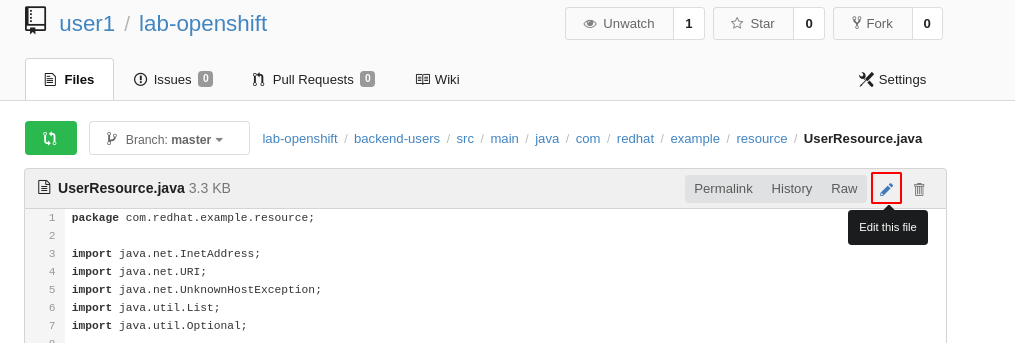 user1 / lab-openshift
Unwatch 1 Star 0 Fork 0
Files Issues 0 Pull Requests 0 Wiki Settings
Branch: master lab-openshift / backend-users / src / main / java / com / redhat / example / resource / UserResource.java
UserResource.java 3.3 KB Permalink History Raw
Edit this file
1 package com.redhat.example.resource;
2
3 import java.net.InetAddress;
4 import java.net.URI;
5 import java.net.UnknownHostException;
6 import java.util.List;
7 import java.util.Optional;
8